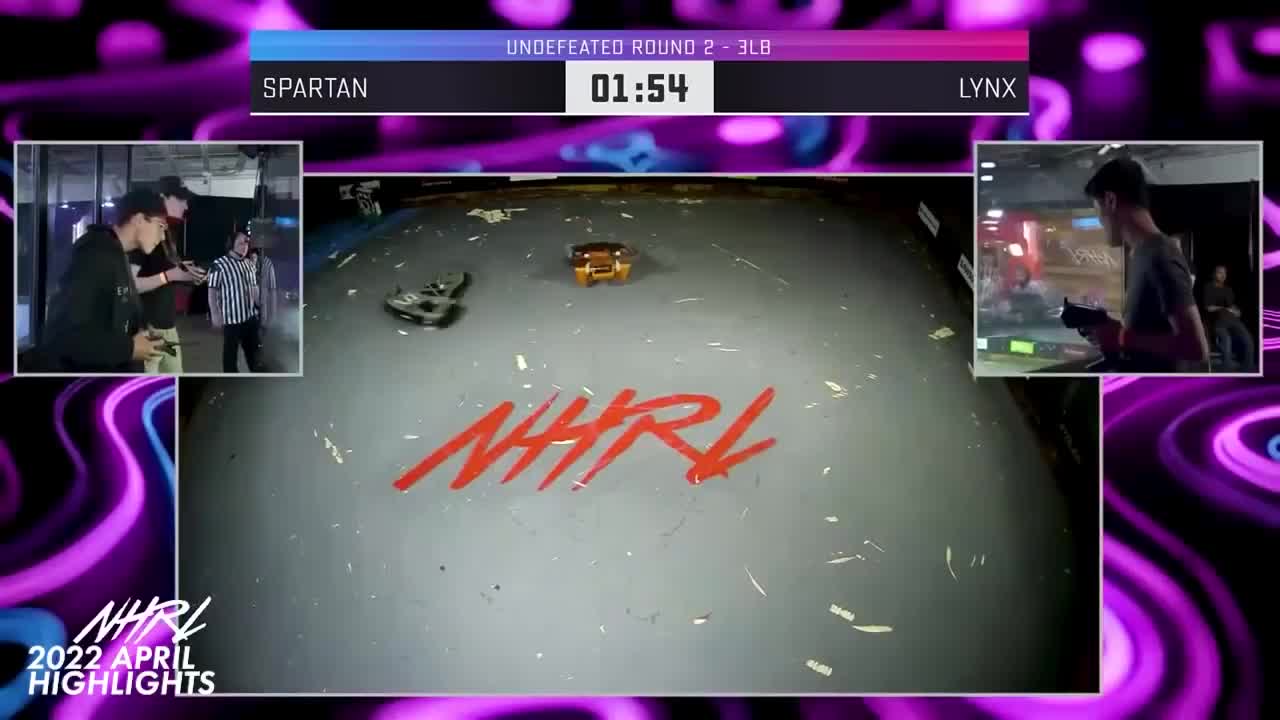 UNDEFEATED ROUND 2 - 3LB
SPARTAN
01:54
LYNX
NHRL
NHRL
2022 APRIL
HIGHLIGHTS